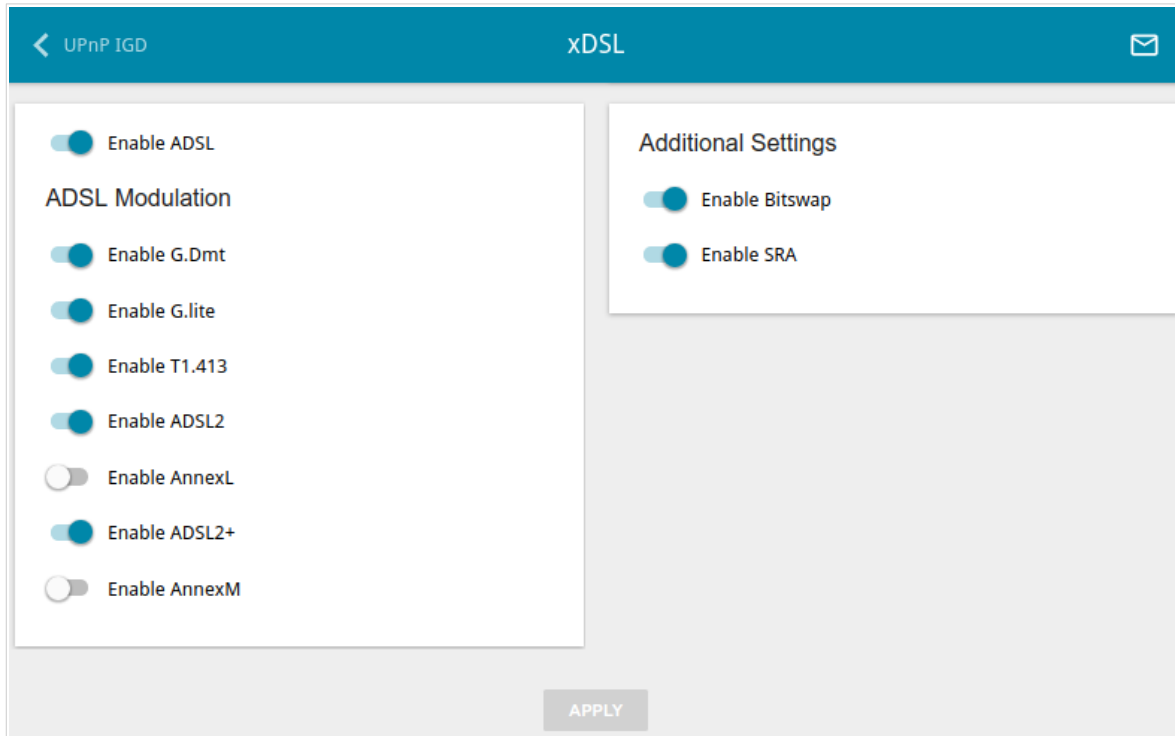 UPnP IGD
xDSL
Enable ADSL
ADSL Modulation
Enable G.Dmt
Enable G.lite
Enable T1.413
Enable ADSL2
Enable AnnexL
Enable ADSL2+
Enable AnnexM
Additional Settings
Enable Bitswap
Enable SRA
APPLY